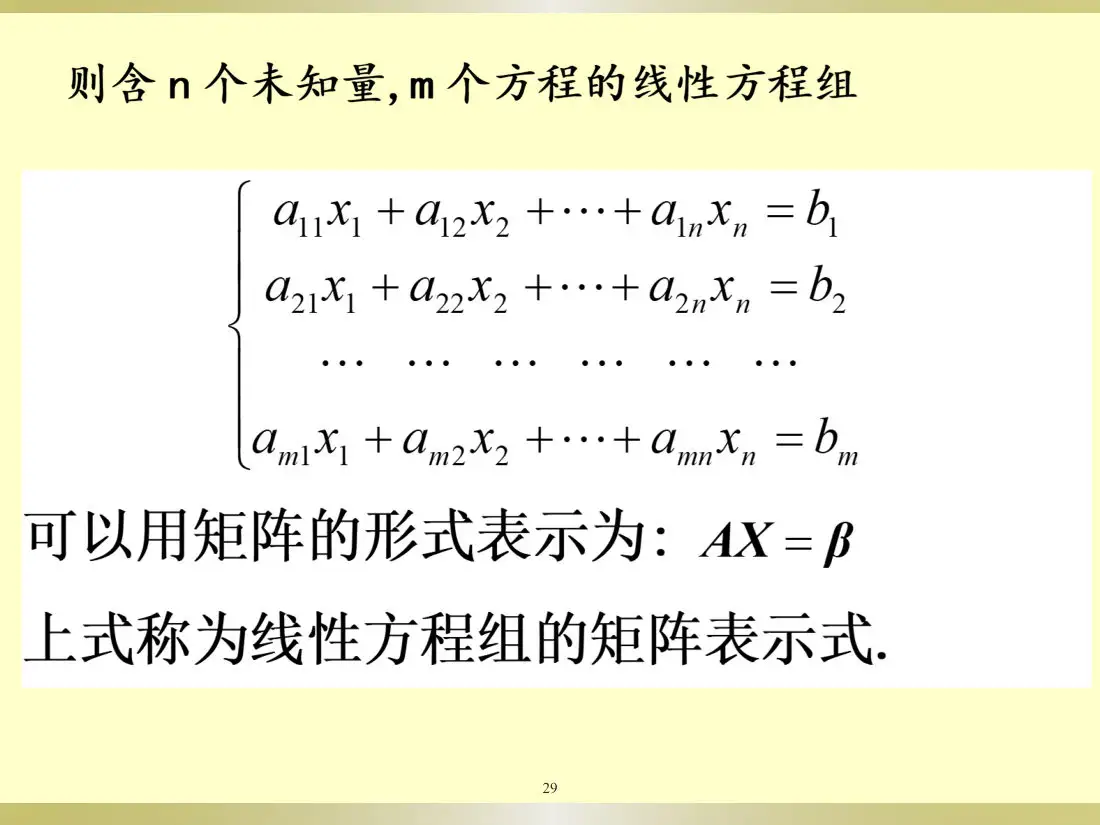 则含 n 个未知量,m 个方程的线性方程组
a₁₁x₁ + a₁₂x₂ + ⋯ + a₁ₙxₙ = b₁
a₂₁x₁ + a₂₂x₂ + ⋯ + a₂ₙxₙ = b₂
… … … … … …
aₘ₁x₁ + aₘ₂x₂ + ⋯ + aₘₙxₙ = bₘ
可以用矩阵的形式表示为: AX = β
上式称为线性方程组的矩阵表示式.
29